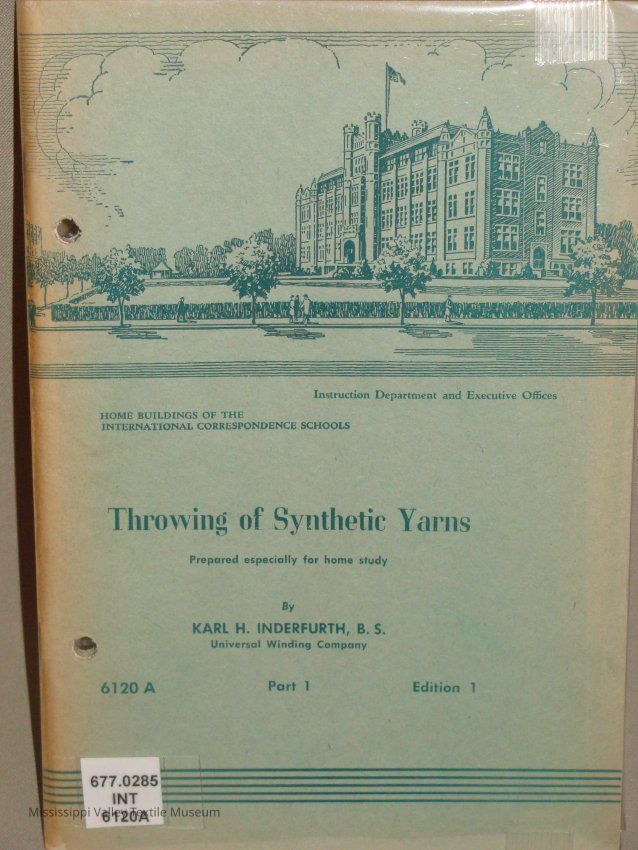 Instruction Department and Executive Offices
HOME BUILDINGS OF THE
INTERNATIONAL CORRESPONDENCE SCHOOLS
Throwing of Synthetic Yarns
Prepared especially for home study
By
KARL H. INDERFURTH, B. S.
Universal Winding Company
6120 A Part 1 Edition 1
677.0285
INT
6120A
Mississippi Valley Textile Museum